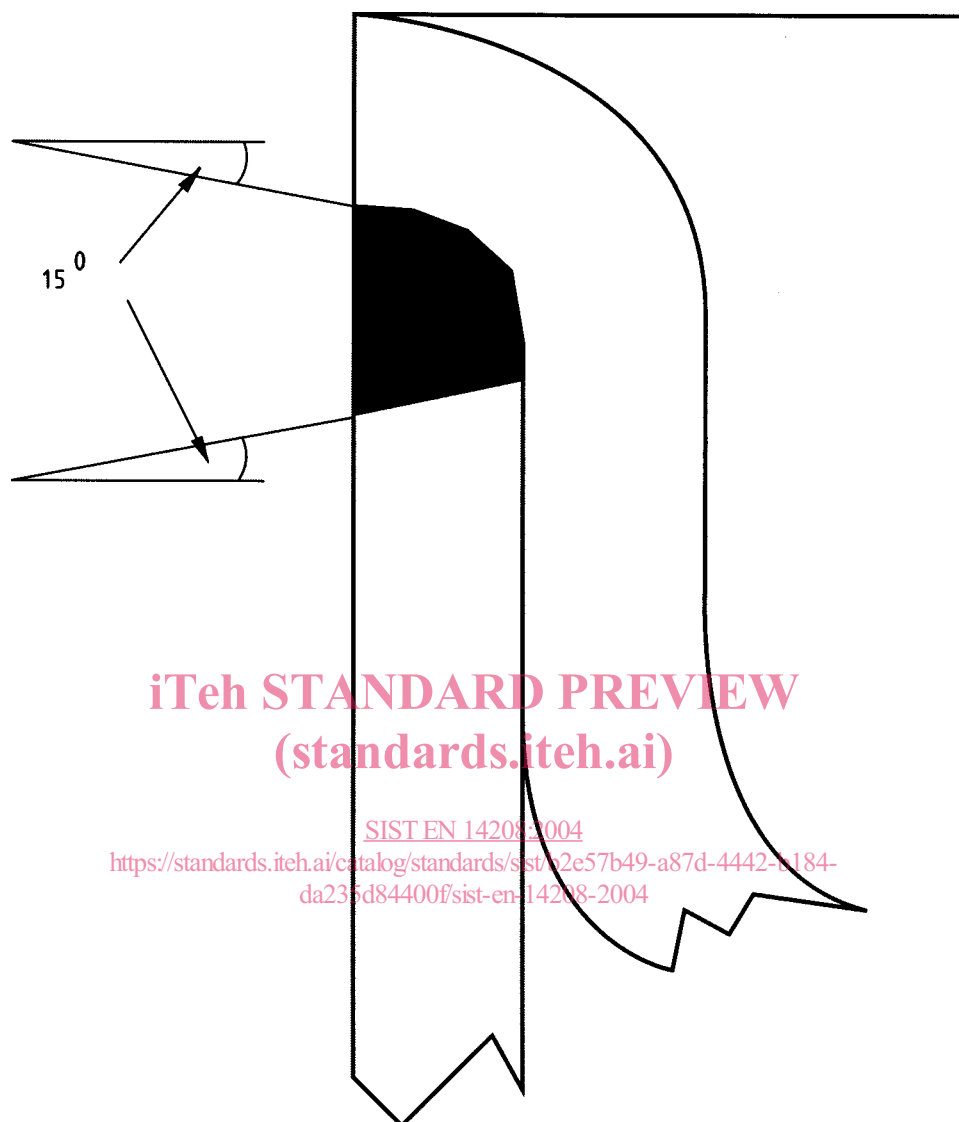 15 0
iTeh STANDARD PREVIEW
(standards.iteh.ai)
SIST EN 14208:2004
https://standards.iteh.ai/catalog/standards/sist/b2e57b49-a87d-4442-b184-
da235d84400f/sist-en-14208-2004